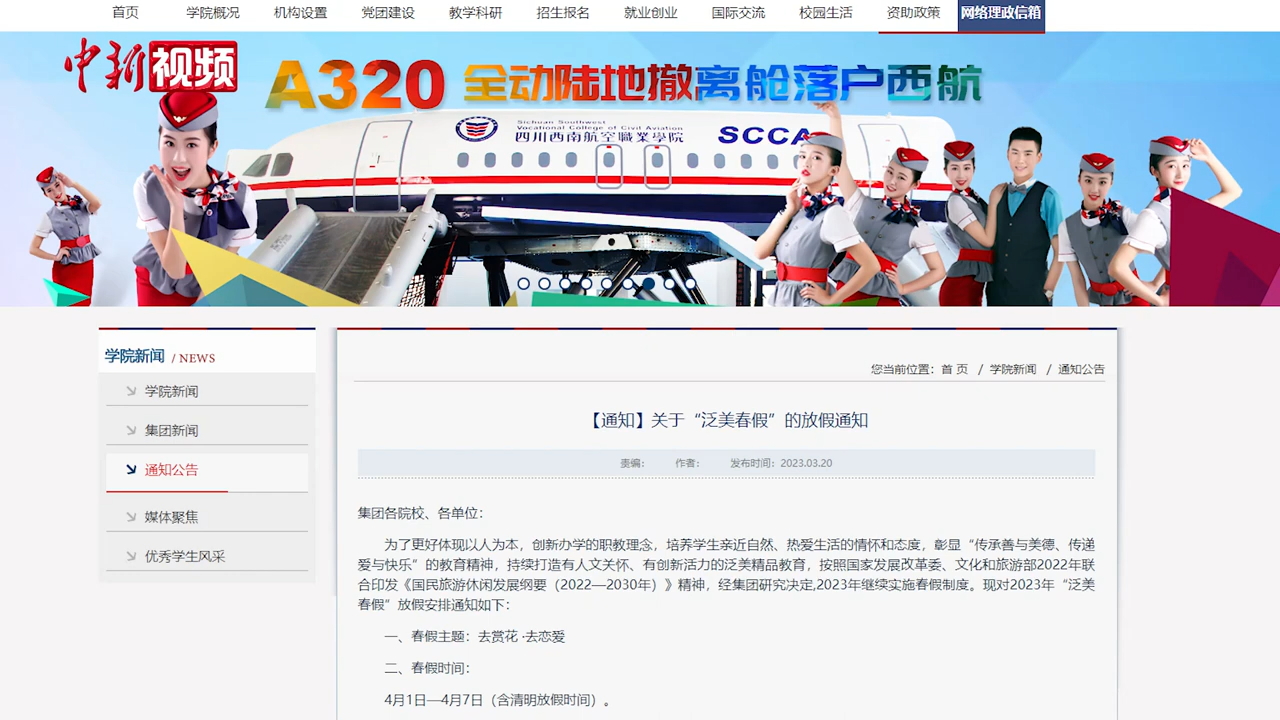 首页 学院概况 机构设置 党团建设 教学科研 招生报名 就业创业 国际交流 校园生活 资助政策 网络理政信箱
中新视频
A320 全动陆地撤离舱落户西航
Sichuan Southwest
Vocational College of Civil Aviation
四川西南航空職業學院
SCCA
学院新闻 / NEWS
学院新闻
集团新闻
通知公告
媒体聚焦
优秀学生风采
您当前位置：首 页 / 学院新闻 / 通知公告
【通知】关于“泛美春假”的放假通知
责编： 作者： 发布时间：2023.03.20
集团各院校、各单位：
为了更好体现以人为本，创新办学的职教理念，培养学生亲近自然、热爱生活的情怀和态度，彰显“传承善与美德、传递
爱与快乐”的教育精神，持续打造有人文关怀、有创新活力的泛美精品教育，按照国家发展改革委、文化和旅游部2022年联
合印发《国民旅游休闲发展纲要（2022—2030年）》精神，经集团研究决定,2023年继续实施春假制度。现对2023年“泛美
春假”放假安排通知如下：
一、春假主题：去赏花 ·去恋爱
二、春假时间：
4月1日—4月7日（含清明放假时间）。